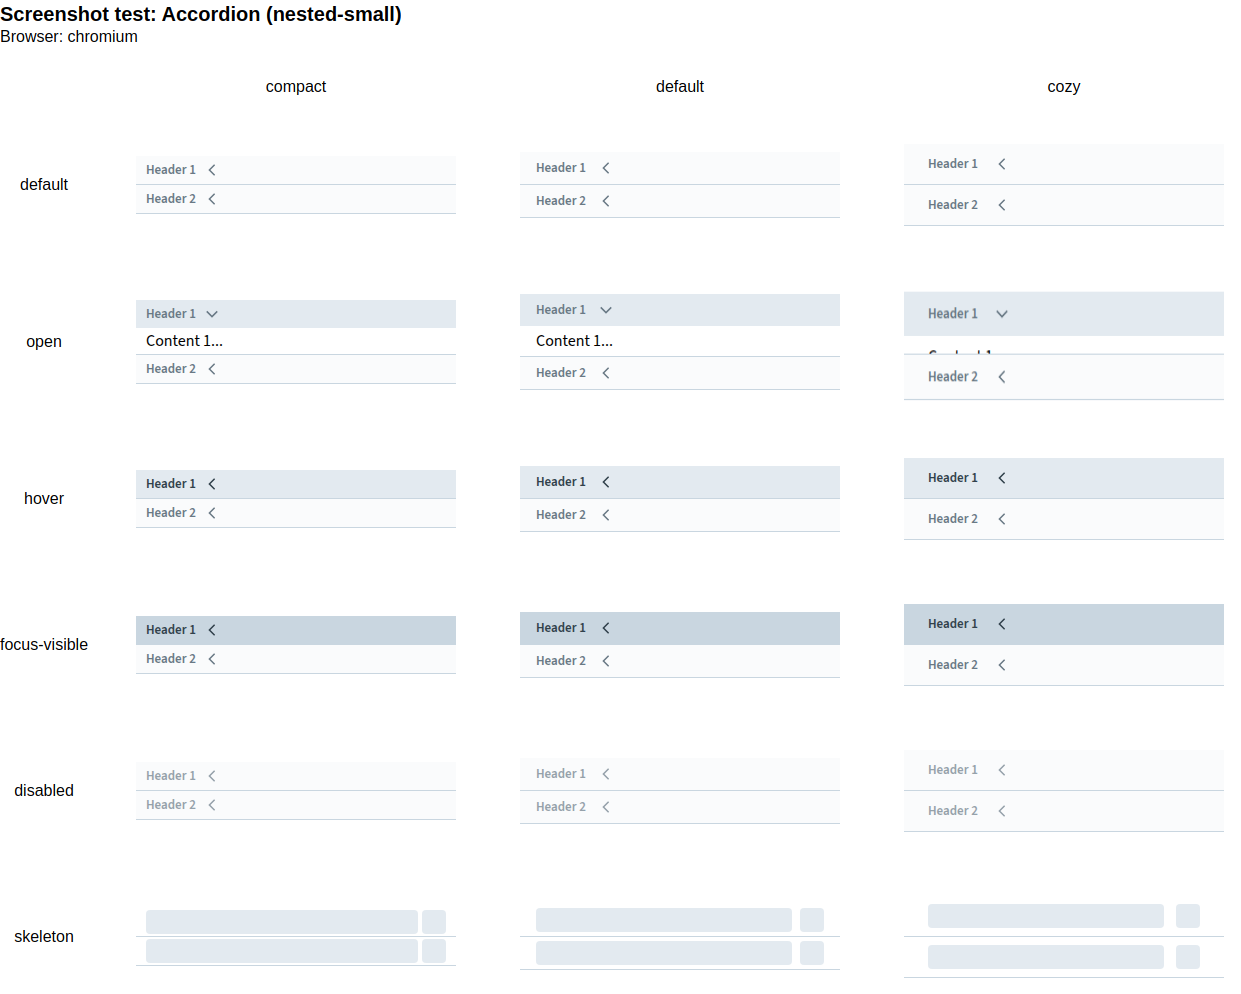 Screenshot test: Accordion (nested-small)
Browser: chromium
compact default cozy
default
Header 1 Header 1 Header 1
Header 2 Header 2 Header 2
open
Header 1 Header 1 Header 1
Content 1... Content 1...
Header 2 Header 2 Header 2
hover
Header 1 Header 1 Header 1
Header 2 Header 2 Header 2
focus-visible
Header 1 Header 1 Header 1
Header 2 Header 2 Header 2
disabled
Header 1 Header 1 Header 1
Header 2 Header 2 Header 2
skeleton